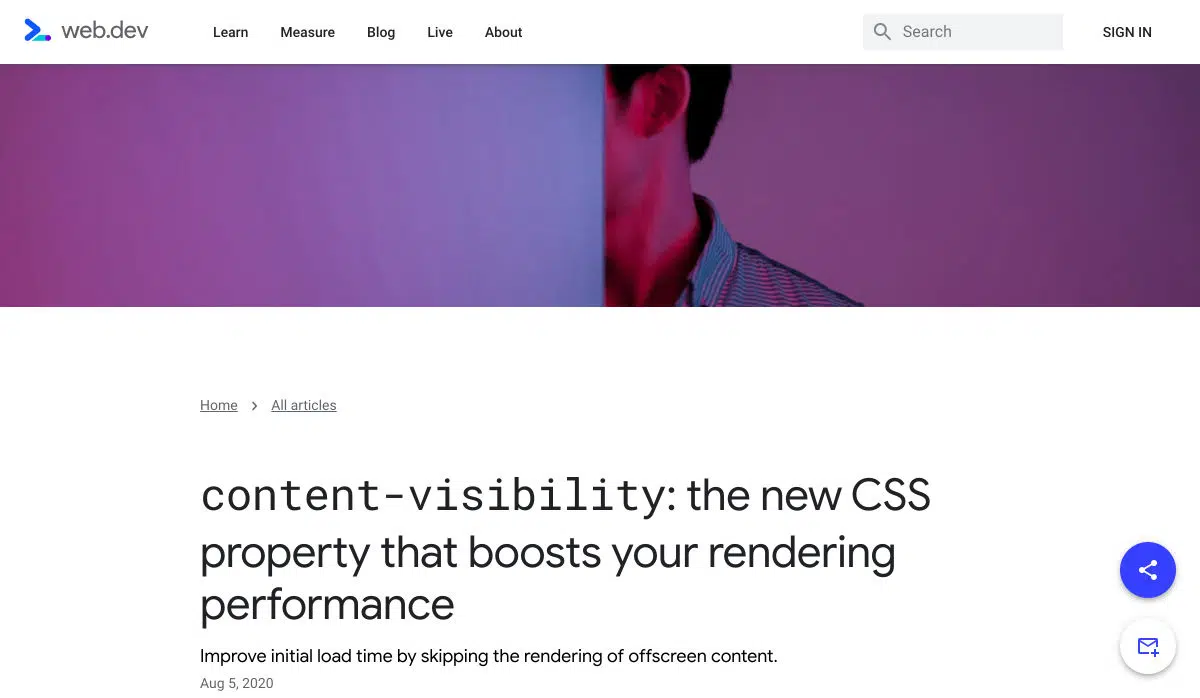 web.dev Learn Measure Blog Live About Search SIGN IN
Home All articles
content-visibility: the new CSS
property that boosts your rendering
performance
Improve initial load time by skipping the rendering of offscreen content.
Aug 5, 2020